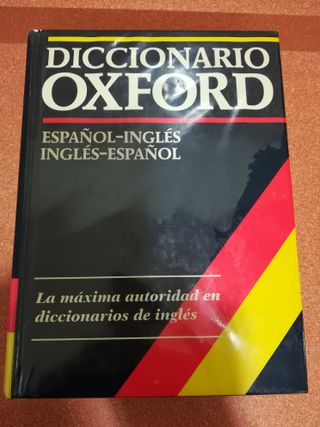 DICCIONARIO
OXFORD
ESPAÑOL-INGLÉS
INGLÉS-ESPAÑOL
La máxima autoridad en
diccionarios de inglés